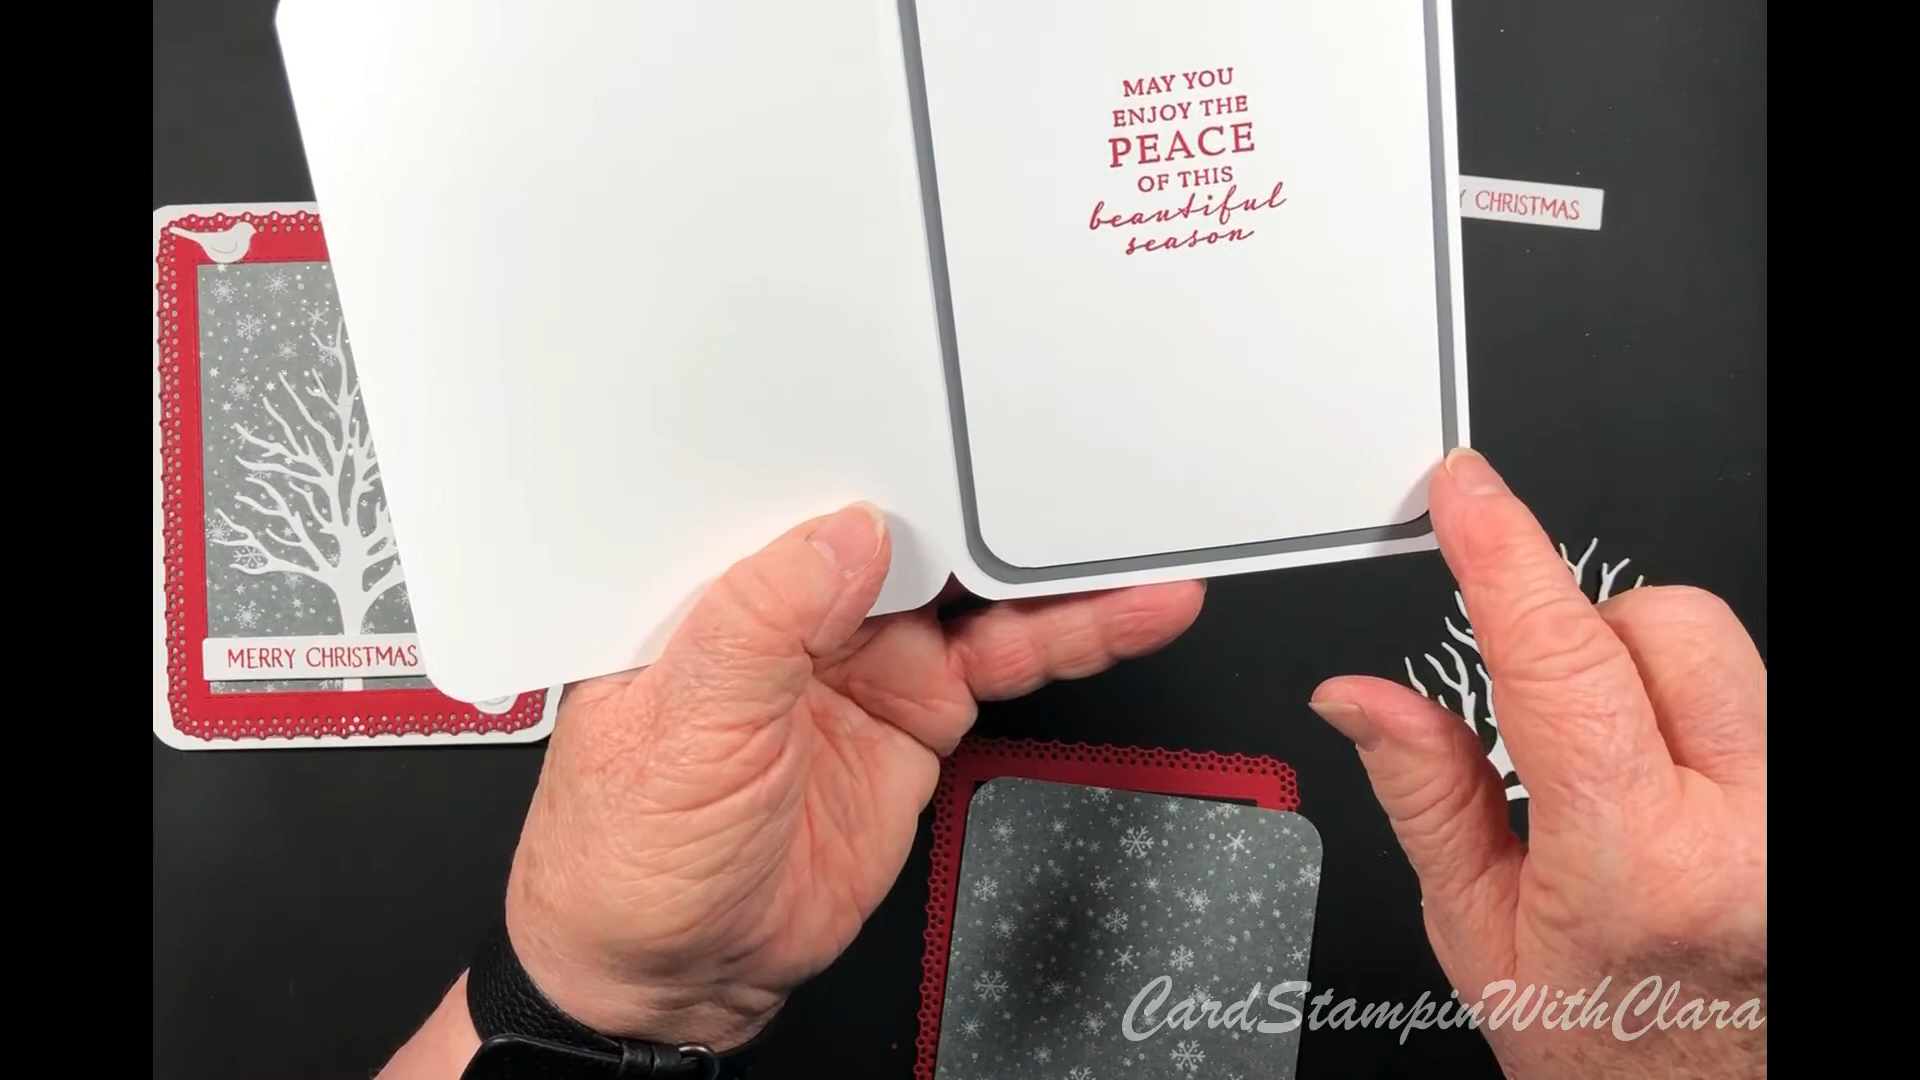 MAY YOU
ENJOY THE
PEACE
OF THIS
beautiful
season
Y CHRISTMAS
MERRY CHRISTMAS
CardStampinWithClara